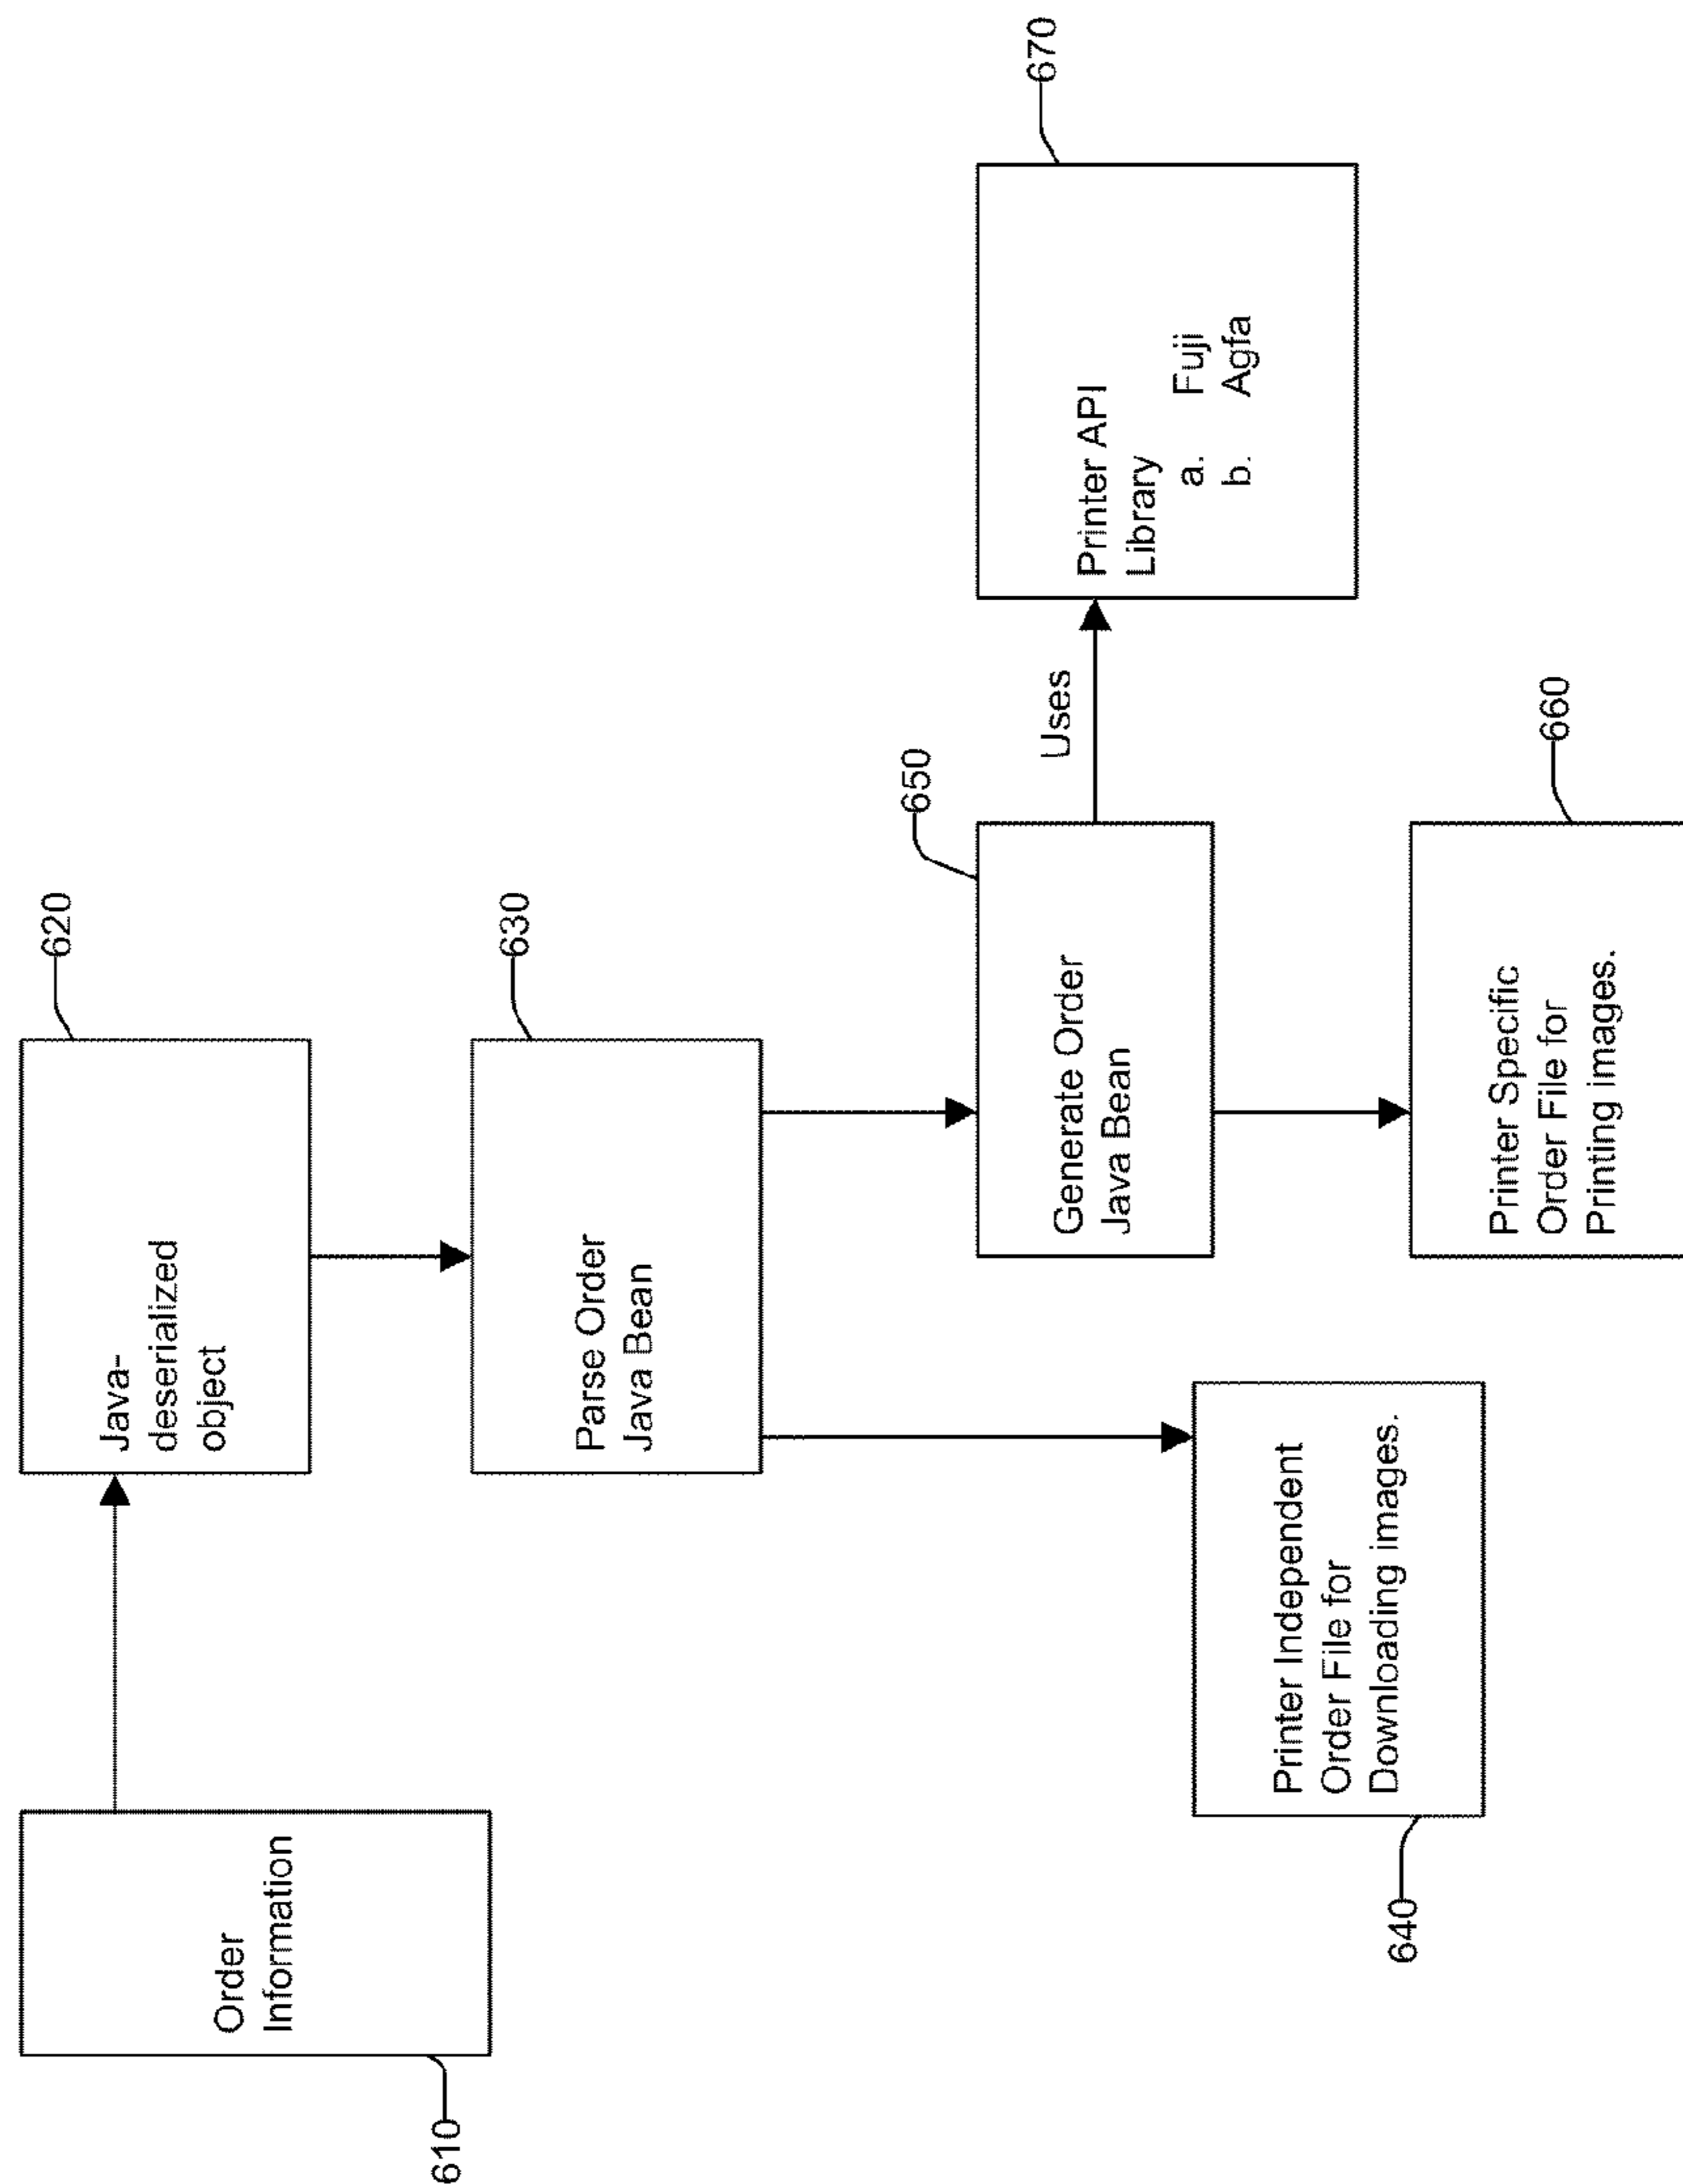 610
Order
Information
620
Java-
deserialized
object
630
Parse Order
Java Bean
640
Printer Independent
Order File for
Downloading images.
650
Generate Order
Java Bean
Uses
670
Printer API
Library
a. Fuji
b. Agfa
660
Printer Specific
Order File for
Printing images.